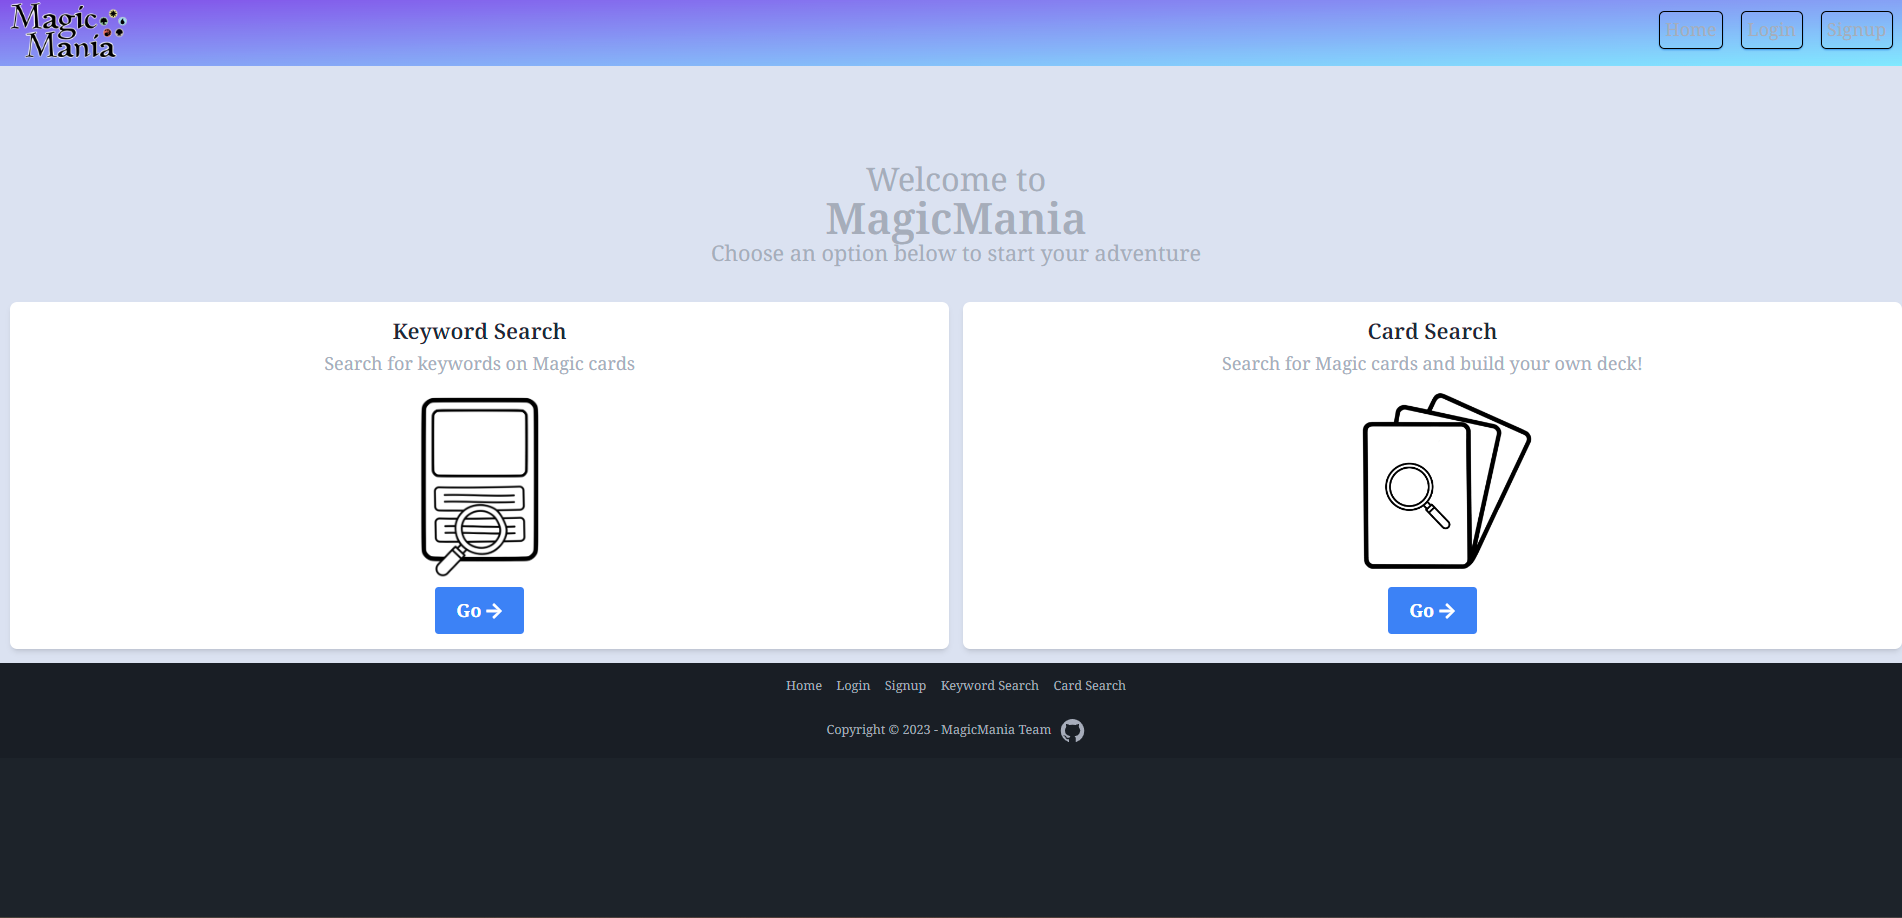 Magic
Mania
Home Login Signup
Welcome to
MagicMania
Choose an option below to start your adventure
Keyword Search
Search for keywords on Magic cards
Go
Card Search
Search for Magic cards and build your own deck!
Go
Home Login Signup Keyword Search Card Search
Copyright © 2023 - MagicMania Team